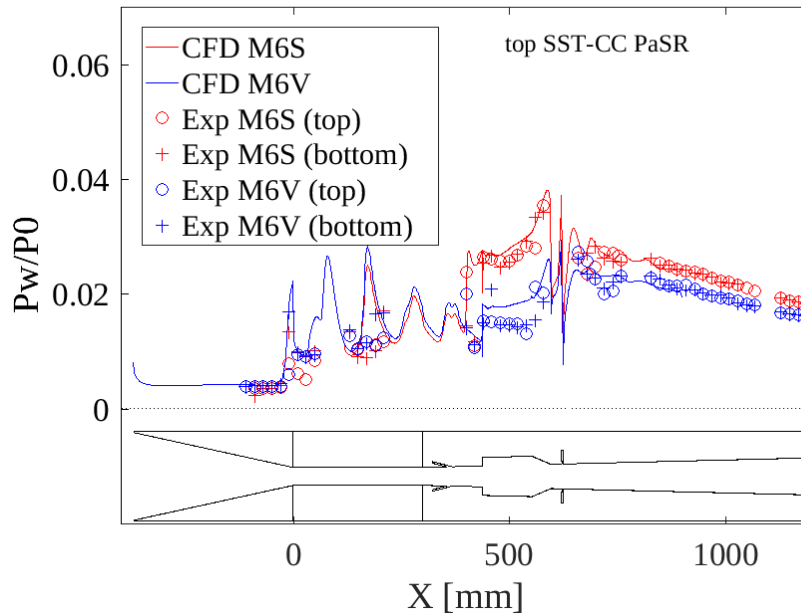 top SST-CC PaSR
CFD M6S
CFD M6V
Exp M6S (top)
Exp M6S (bottom)
Exp M6V (top)
Exp M6V (bottom)
Pw/P0
0.06
0.04
0.02
0
0
500
1000
X [mm]